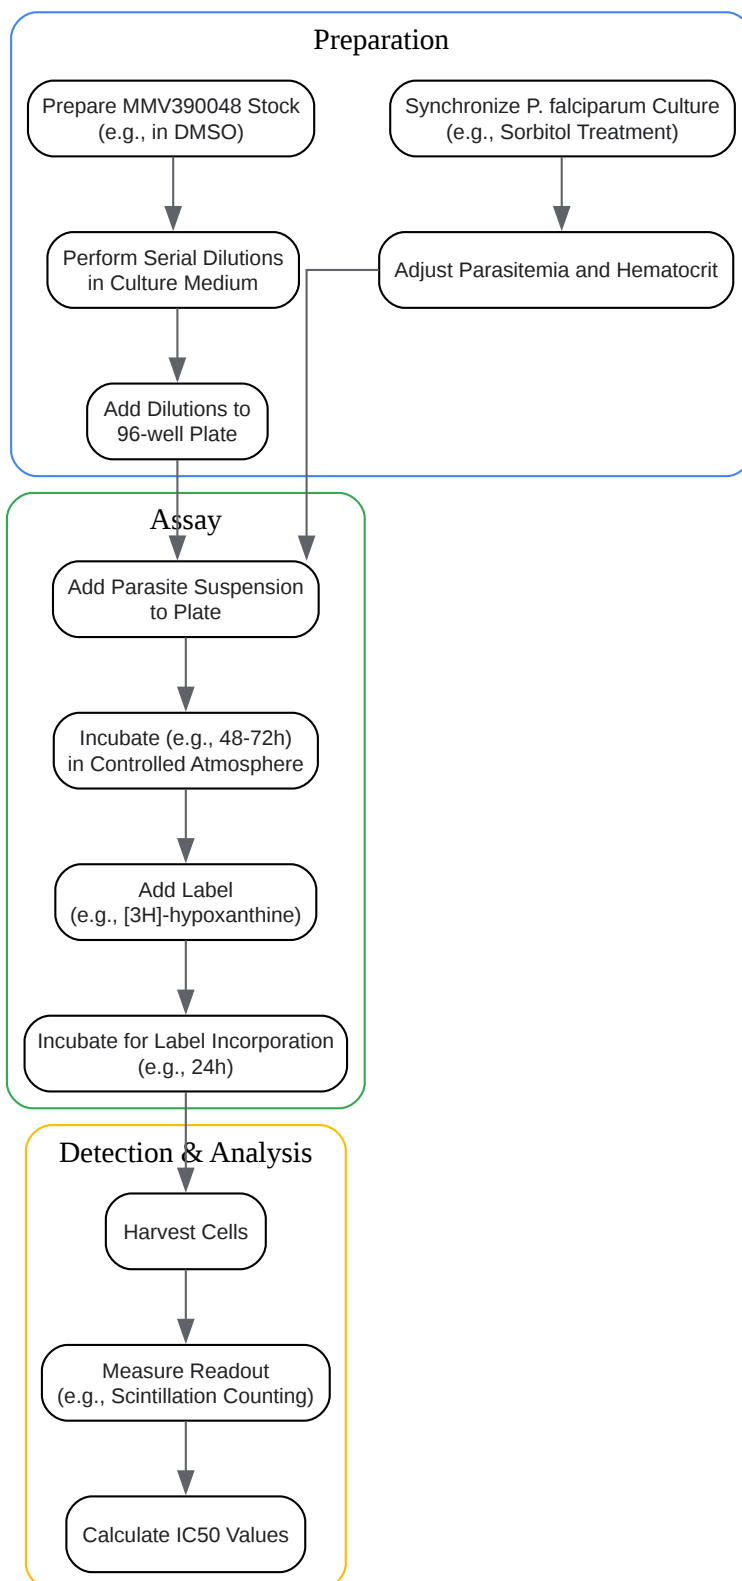 Preparation
Prepare MMV390048 Stock
(e.g., in DMSO)
Synchronize P. falciparum Culture
(e.g., Sorbitol Treatment)
Perform Serial Dilutions
in Culture Medium
Adjust Parasitemia and Hematocrit
Add Dilutions to
96-well Plate
Assay
Add Parasite Suspension
to Plate
Incubate (e.g., 48-72h)
in Controlled Atmosphere
Add Label
(e.g., [3H]-hypoxanthine)
Incubate for Label Incorporation
(e.g., 24h)
Detection & Analysis
Harvest Cells
Measure Readout
(e.g., Scintillation Counting)
Calculate IC50 Values